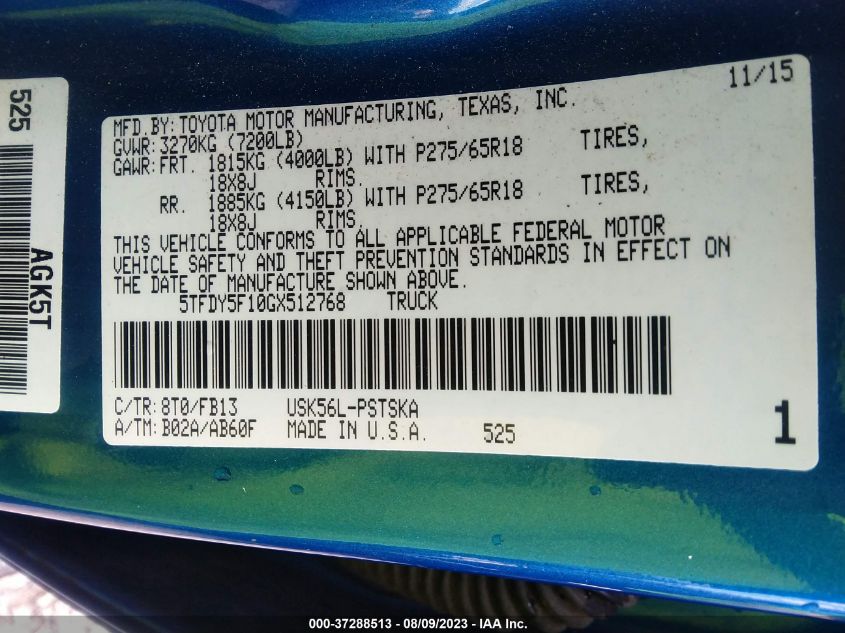 525
AGK5T
11/15
MFD.BY:TOYOTA MOTOR MANUFACTURING, TEXAS, INC.
GVWR:3270KG (7200LB)
GAWR:FRT. 1815KG (4000LB) WITH P275/65R18 TIRES,
18X8J RIMS.
RR. 1885KG (4150LB) WITH P275/65R18 TIRES,
18X8J RIMS.
THIS VEHICLE CONFORMS TO ALL APPLICABLE FEDERAL MOTOR
VEHICLE SAFETY AND THEFT PREVENTION STANDARDS IN EFFECT ON
THE DATE OF MANUFACTURE SHOWN ABOVE.
5TFDY5F10GX512768 TRUCK
C/TR:8T0/FB13 USK56L-PSTSKA
A/TM:B02A/AB60F MADE IN U.S.A. 525 1
000-37288513 - 08/09/2023 - IAA Inc.